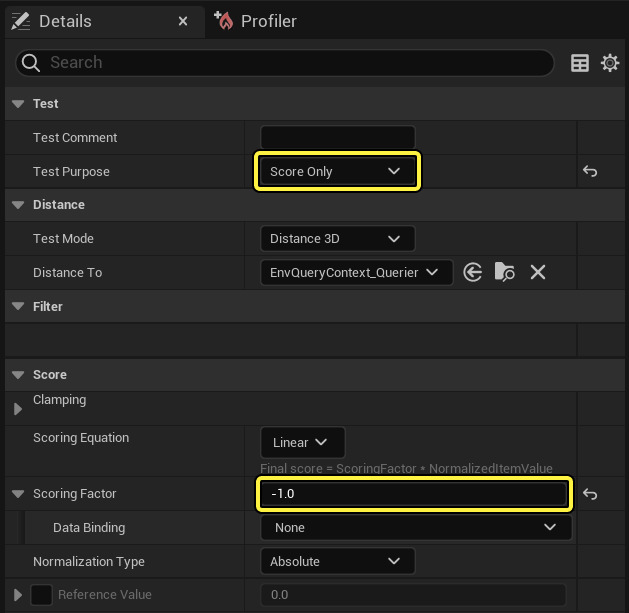 Details
Profiler
Search
Test
Test Comment
Test Purpose Score Only
Distance
Test Mode Distance 3D
Distance To EnvQueryContext_Querier
Filter
Score
Clamping
Scoring Equation Linear
Final score = ScoringFactor * NormalizedItemValue
Scoring Factor -1.0
Data Binding None
Normalization Type Absolute
Reference Value 0.0